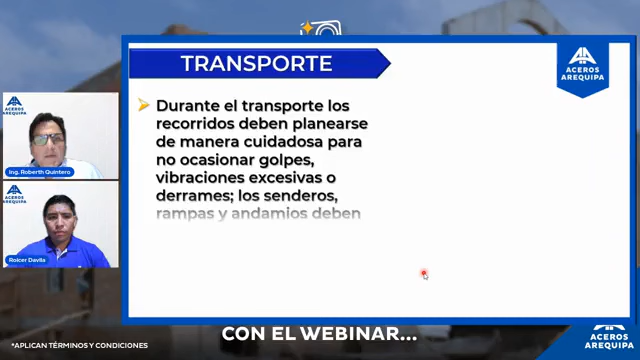 TRANSPORTE
ACEROS
AREQUIPA
Durante el transporte los
recorridos deben planearse
de manera cuidadosa para
no ocasionar golpes,
vibraciones excesivas o
derrames; los senderos,
rampas y andamios deben
ACEROS
AREQUIPA
Ing. Roberth Quintero
ACEROS
AREQUIPA
Roicer Davila
CON EL WEBINAR...
*APLICAN TÉRMINOS Y CONDICIONES
ACEROS
AREQUIPA